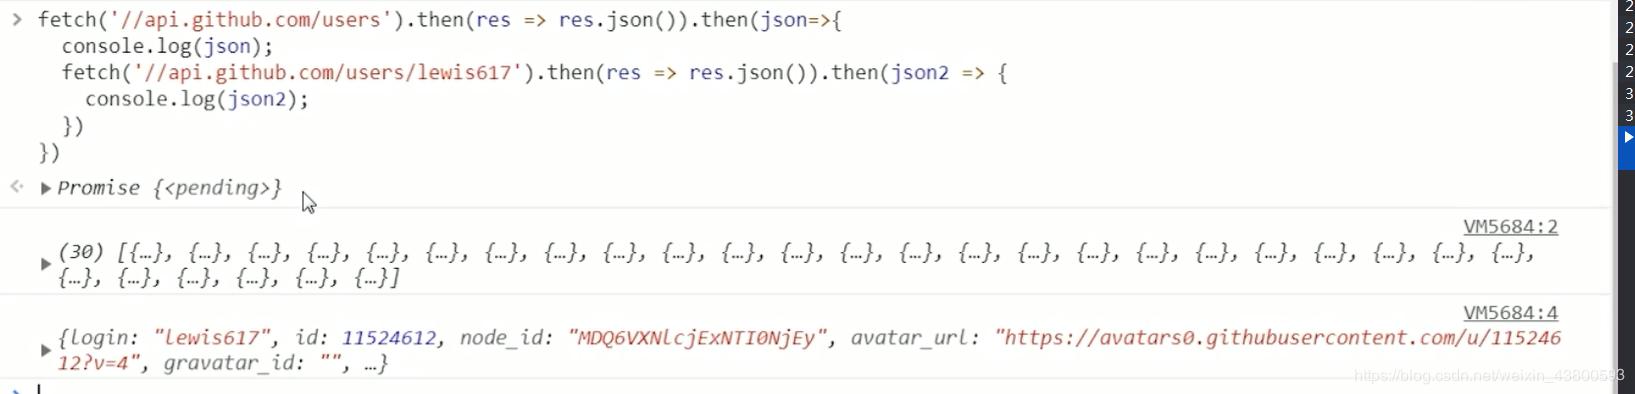 fetch('//api.github.com/users').then(res => res.json()).then(json=>{
console.log(json);
fetch('//api.github.com/users/lewis617').then(res => res.json()).then(json2 => {
console.log(json2);
})
})
Promise {<pending>}
VM5684:2
(30) [{…}, {…}, {…}, {…}, {…}, {…}, {…}, {…}, {…}, {…}, {…}, {…}, {…}, {…}, {…}, {…}, {…}, {…}, {…}, {…}, {…}, {…}, {…}, {…},
{…}, {…}, {…}, {…}, {…}, {…}]
VM5684:4
{login: "lewis617", id: 11524612, node_id: "MDQ6VXNlcjExNTI0NjEy", avatar_url: "https://avatars0.githubusercontent.com/u/115246
12?v=4", gravatar_id: "", …}
https://blog.csdn.net/weixin_43800593
2
2
2
2
3
3